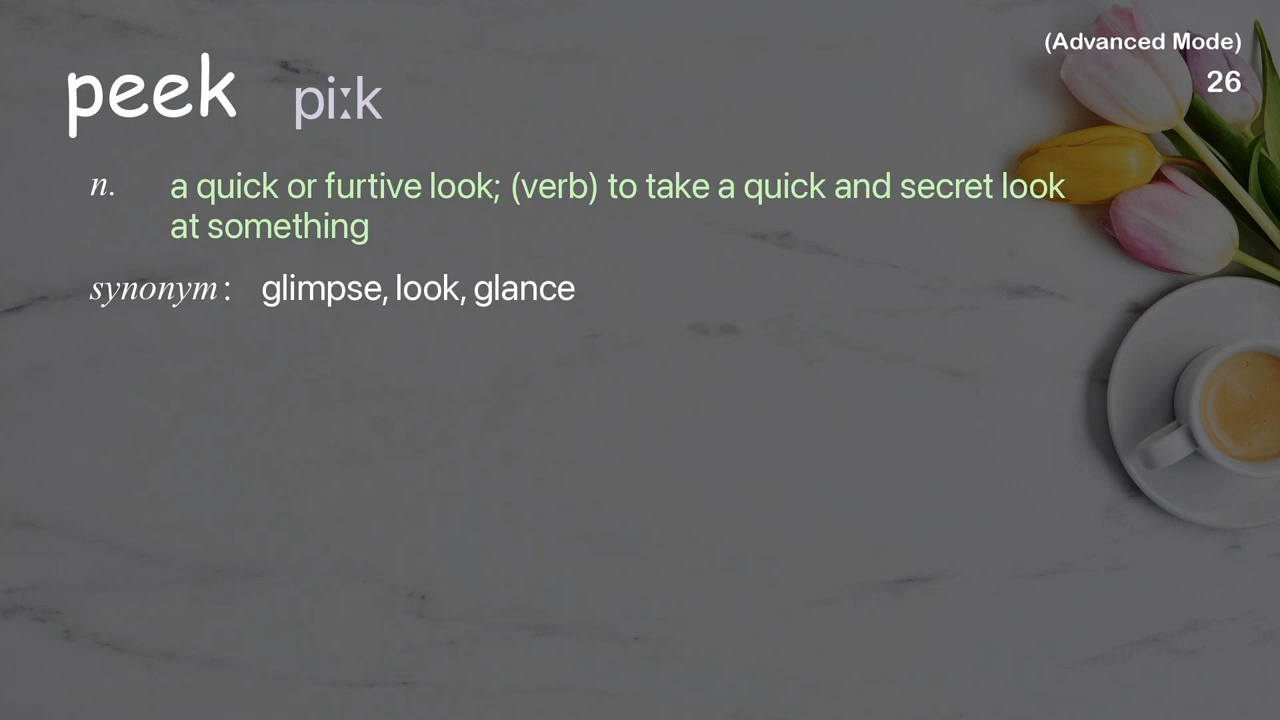 (Advanced Mode)
26
peek piːk
n. a quick or furtive look; (verb) to take a quick and secret look
at something
synonym : glimpse, look, glance